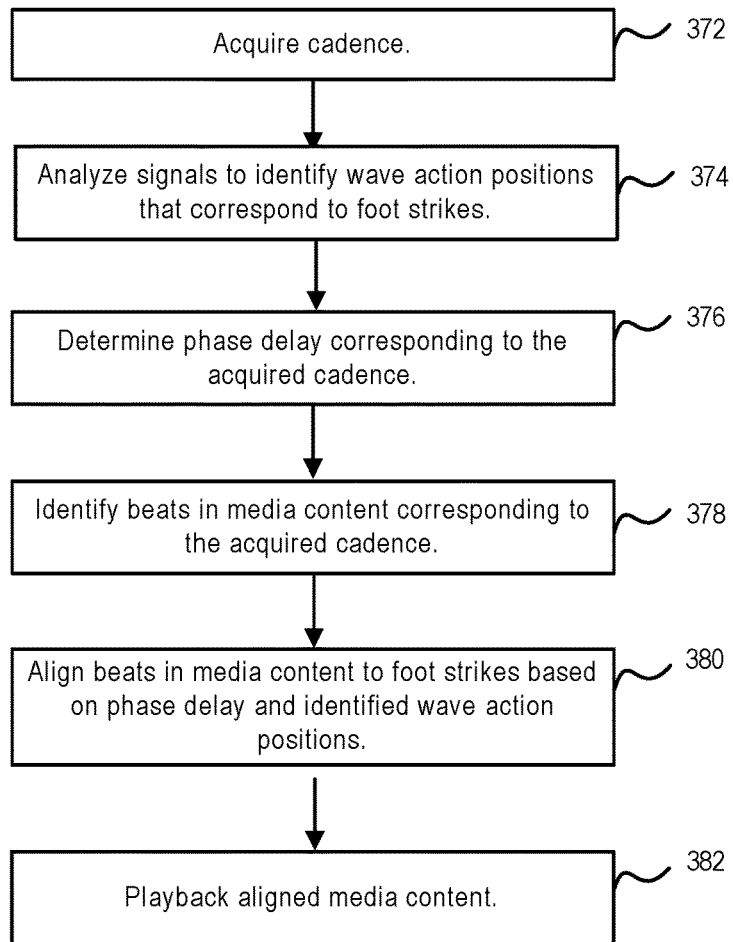 Acquire cadence.
372
Analyze signals to identify wave action positions
that correspond to foot strikes.
374
Determine phase delay corresponding to the
acquired cadence.
376
Identify beats in media content corresponding to
the acquired cadence.
378
Align beats in media content to foot strikes based
on phase delay and identified wave action
positions.
380
Playback aligned media content.
382